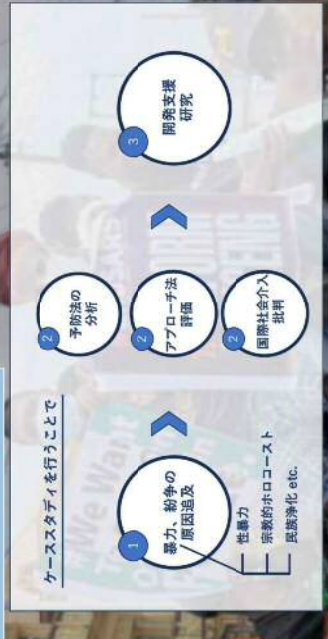 ケーススタディを行うことで
1
暴力、紛争の
原因追及
性暴力
宗教的ホロコースト
民族浄化 etc.
2
予防法の
分析
2
アプローチ法
評価
2
国際社会介入
批判
3
開発支援
研究
We Want